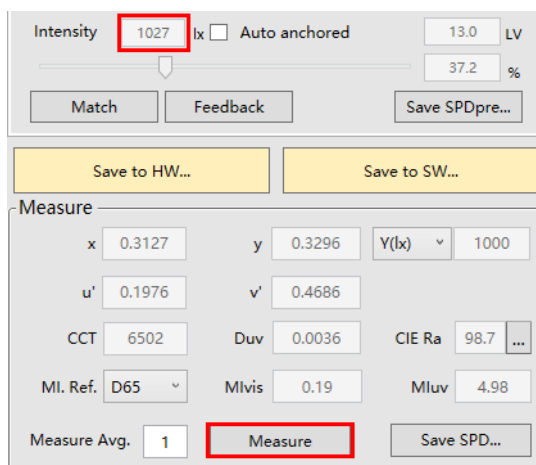 Intensity 1027 lx Auto anchored 13.0 LV
37.2 %
Match Feedback Save SPDpre...
Save to HW... Save to SW...
Measure
x 0.3127 y 0.3296 Y(lx) 1000
u' 0.1976 v' 0.4686
CCT 6502 Duv 0.0036 CIE Ra 98.7 ...
MI. Ref. D65 MIvis 0.19 MIuv 4.98
Measure Avg. 1 Measure Save SPD...